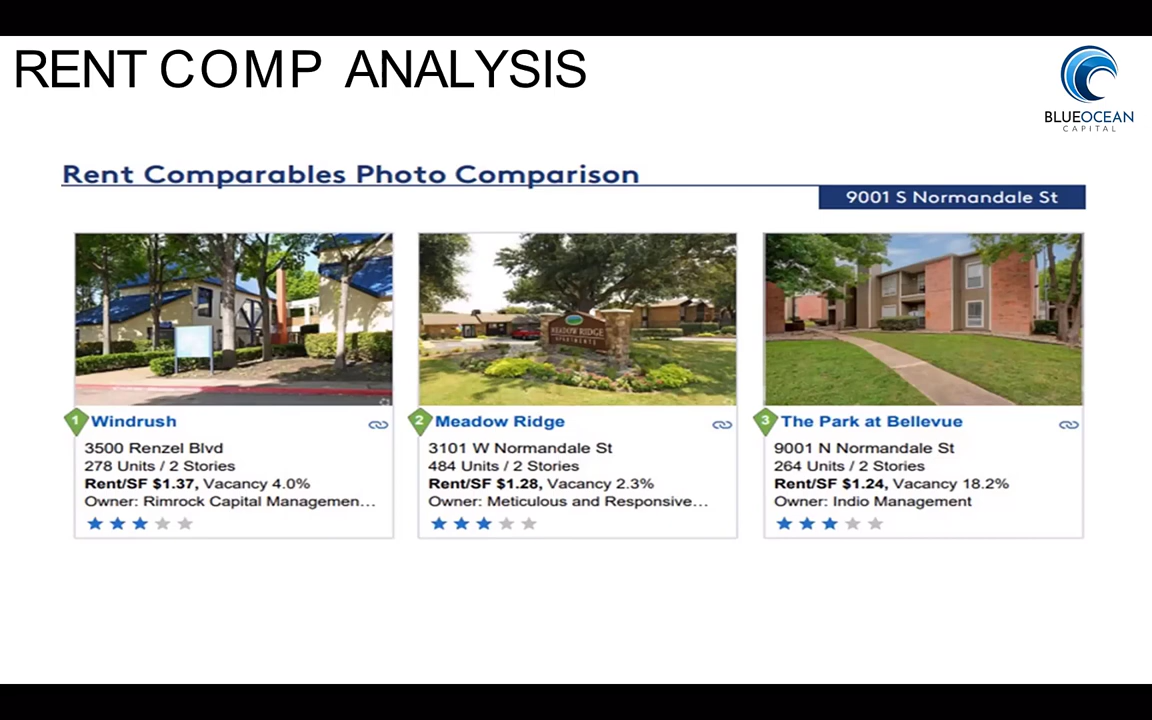 RENT COMP ANALYSIS
BLUEOCEAN
CAPITAL
Rent Comparables Photo Comparison
9001 S Normandale St
MEADOW RIDGE
APARTMENTS
1 Windrush
3500 Renzel Blvd
278 Units / 2 Stories
Rent/SF $1.37, Vacancy 4.0%
Owner: Rimrock Capital Managemen...
2 Meadow Ridge
3101 W Normandale St
484 Units / 2 Stories
Rent/SF $1.28, Vacancy 2.3%
Owner: Meticulous and Responsive...
3 The Park at Bellevue
9001 N Normandale St
264 Units / 2 Stories
Rent/SF $1.24, Vacancy 18.2%
Owner: Indio Management